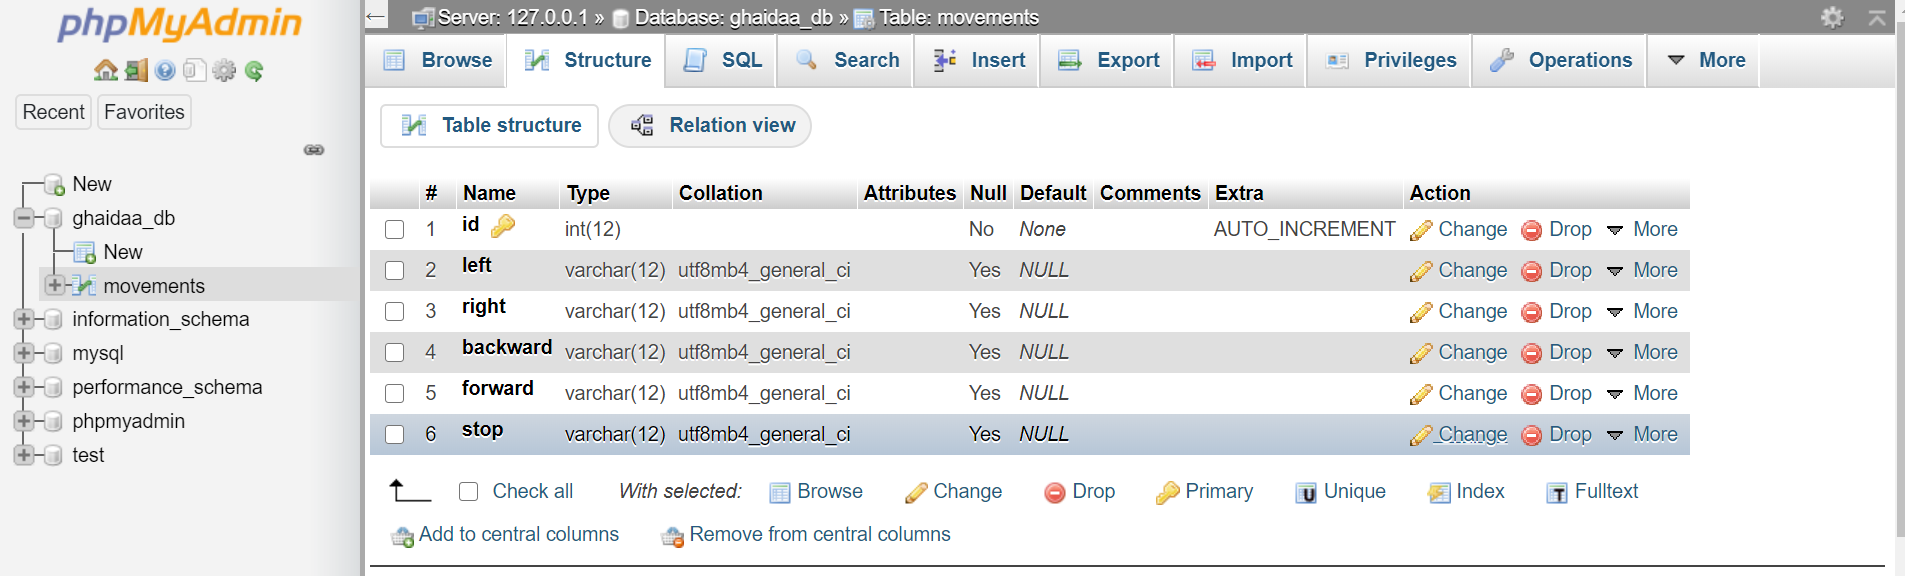 phpMyAdmin
Recent Favorites
New
ghaidaa_db
New
movements
information_schema
mysql
performance_schema
phpmyadmin
test
Server: 127.0.0.1 » Database: ghaidaa_db » Table: movements
Browse Structure SQL Search Insert Export Import Privileges Operations More
Table structure Relation view
# Name Type Collation Attributes Null Default Comments Extra Action
1 id int(12) No None AUTO_INCREMENT Change Drop More
2 left varchar(12) utf8mb4_general_ci Yes NULL Change Drop More
3 right varchar(12) utf8mb4_general_ci Yes NULL Change Drop More
4 backward varchar(12) utf8mb4_general_ci Yes NULL Change Drop More
5 forward varchar(12) utf8mb4_general_ci Yes NULL Change Drop More
6 stop varchar(12) utf8mb4_general_ci Yes NULL Change Drop More
Check all With selected: Browse Change Drop Primary Unique Index Fulltext
Add to central columns Remove from central columns